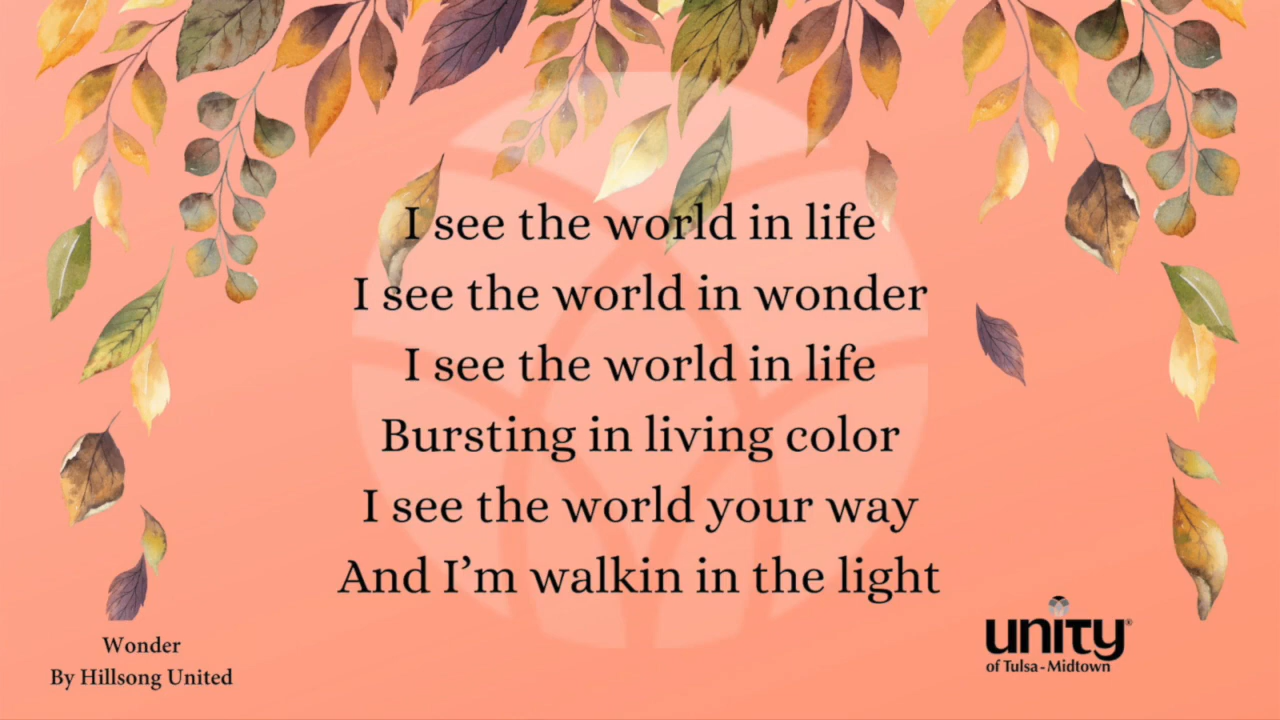 I see the world in life
I see the world in wonder
I see the world in life
Bursting in living color
I see the world your way
And I’m walkin in the light
Wonder
By Hillsong United
unity®
of Tulsa-Midtown